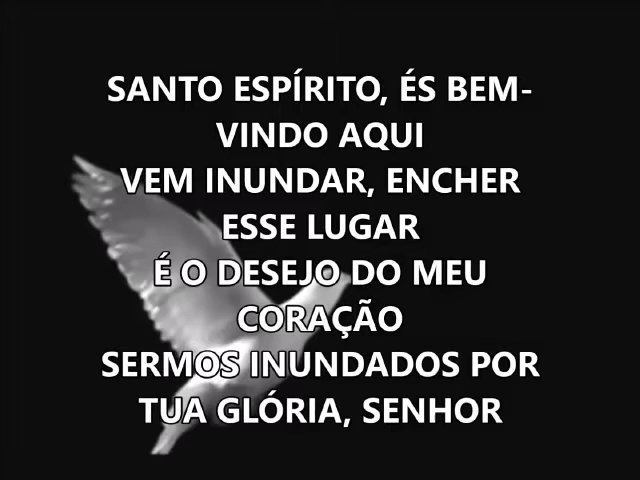 SANTO ESPÍRITO, ÉS BEM-
VINDO AQUI
VEM INUNDAR, ENCHER
ESSE LUGAR
É O DESEJO DO MEU
CORAÇÃO
SERMOS INUNDADOS POR
TUA GLÓRIA, SENHOR